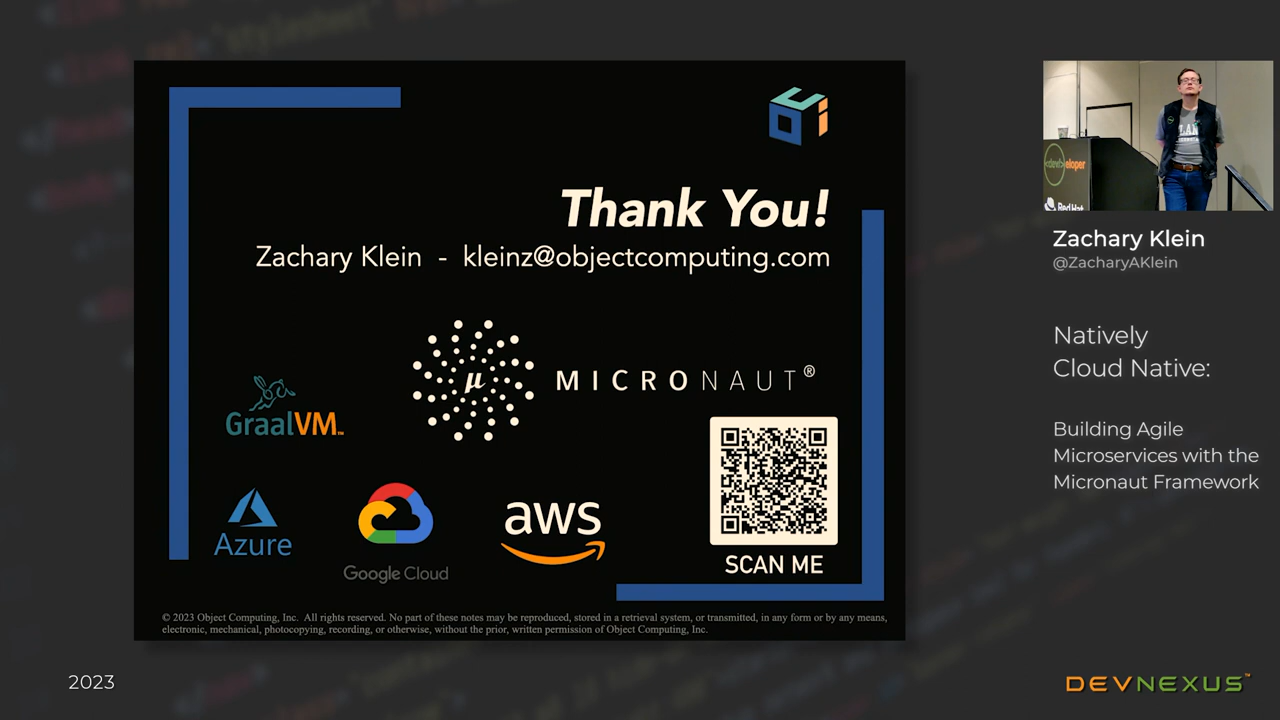 Thank You!
Zachary Klein - kleinz@objectcomputing.com
µ
MICRONAUT®
GraalVM™
Azure
Google Cloud
aws
SCAN ME
© 2023 Object Computing, Inc. All rights reserved. No part of these notes may be reproduced, stored in a retrieval system, or transmitted, in any form or by any means,
electronic, mechanical, photocopying, recording, or otherwise, without the prior, written permission of Object Computing, Inc.
Zachary Klein
@ZacharyAKlein
Natively
Cloud Native:
Building Agile
Microservices with the
Micronaut Framework
2023
DEVNEXUS™